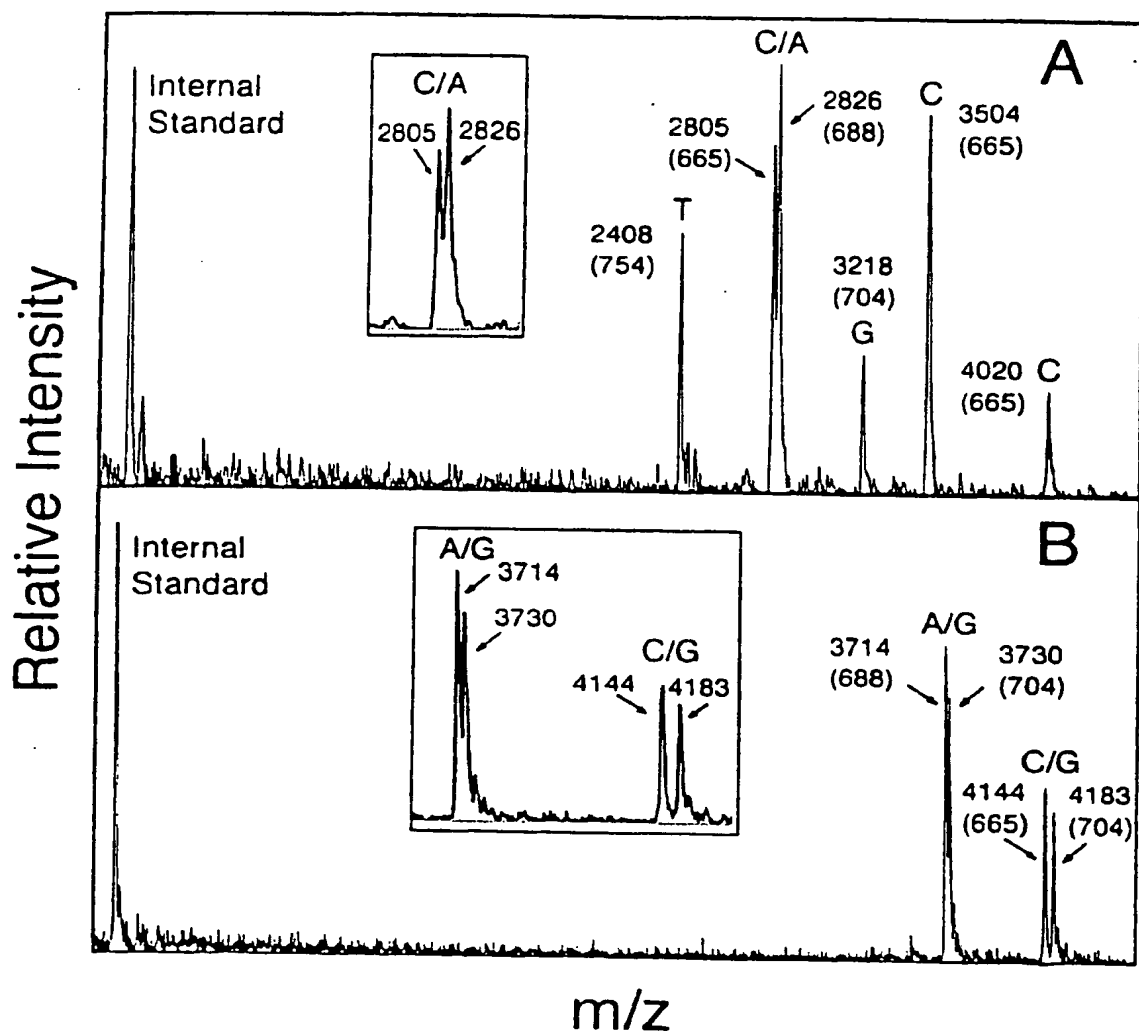 Relative Intensity
A
Internal
Standard
C/A
2805
2826
T
2408
(754)
C/A
2805
(665)
2826
(688)
3218
(704)
G
C
3504
(665)
4020
(665)
C
B
Internal
Standard
A/G
3714
3730
C/G
4144
4183
A/G
3714
(688)
3730
(704)
C/G
4144
(665)
4183
(704)
m/z